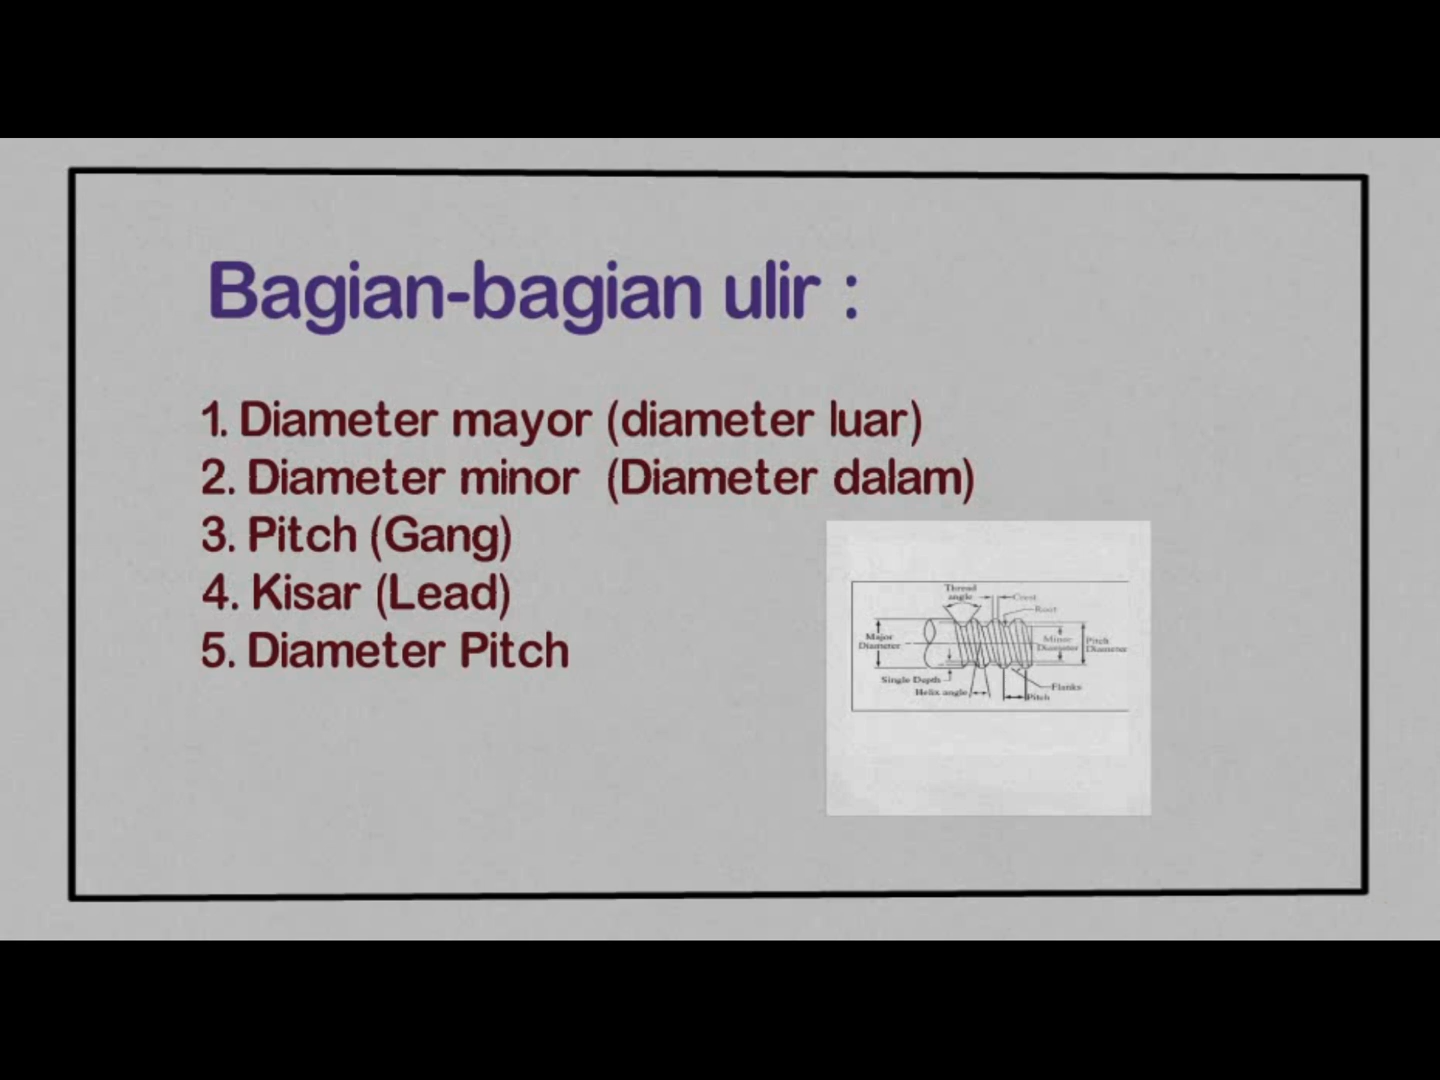 Bagian-bagian ulir :
1. Diameter mayor (diameter luar)
2. Diameter minor (Diameter dalam)
3. Pitch (Gang)
4. Kisar (Lead)
5. Diameter Pitch
Thread
angle
Crest
Root
Major
Diameter
Minor
Diameter
Pitch
Diameter
Single Depth
Helix angle
Flanks
Pitch